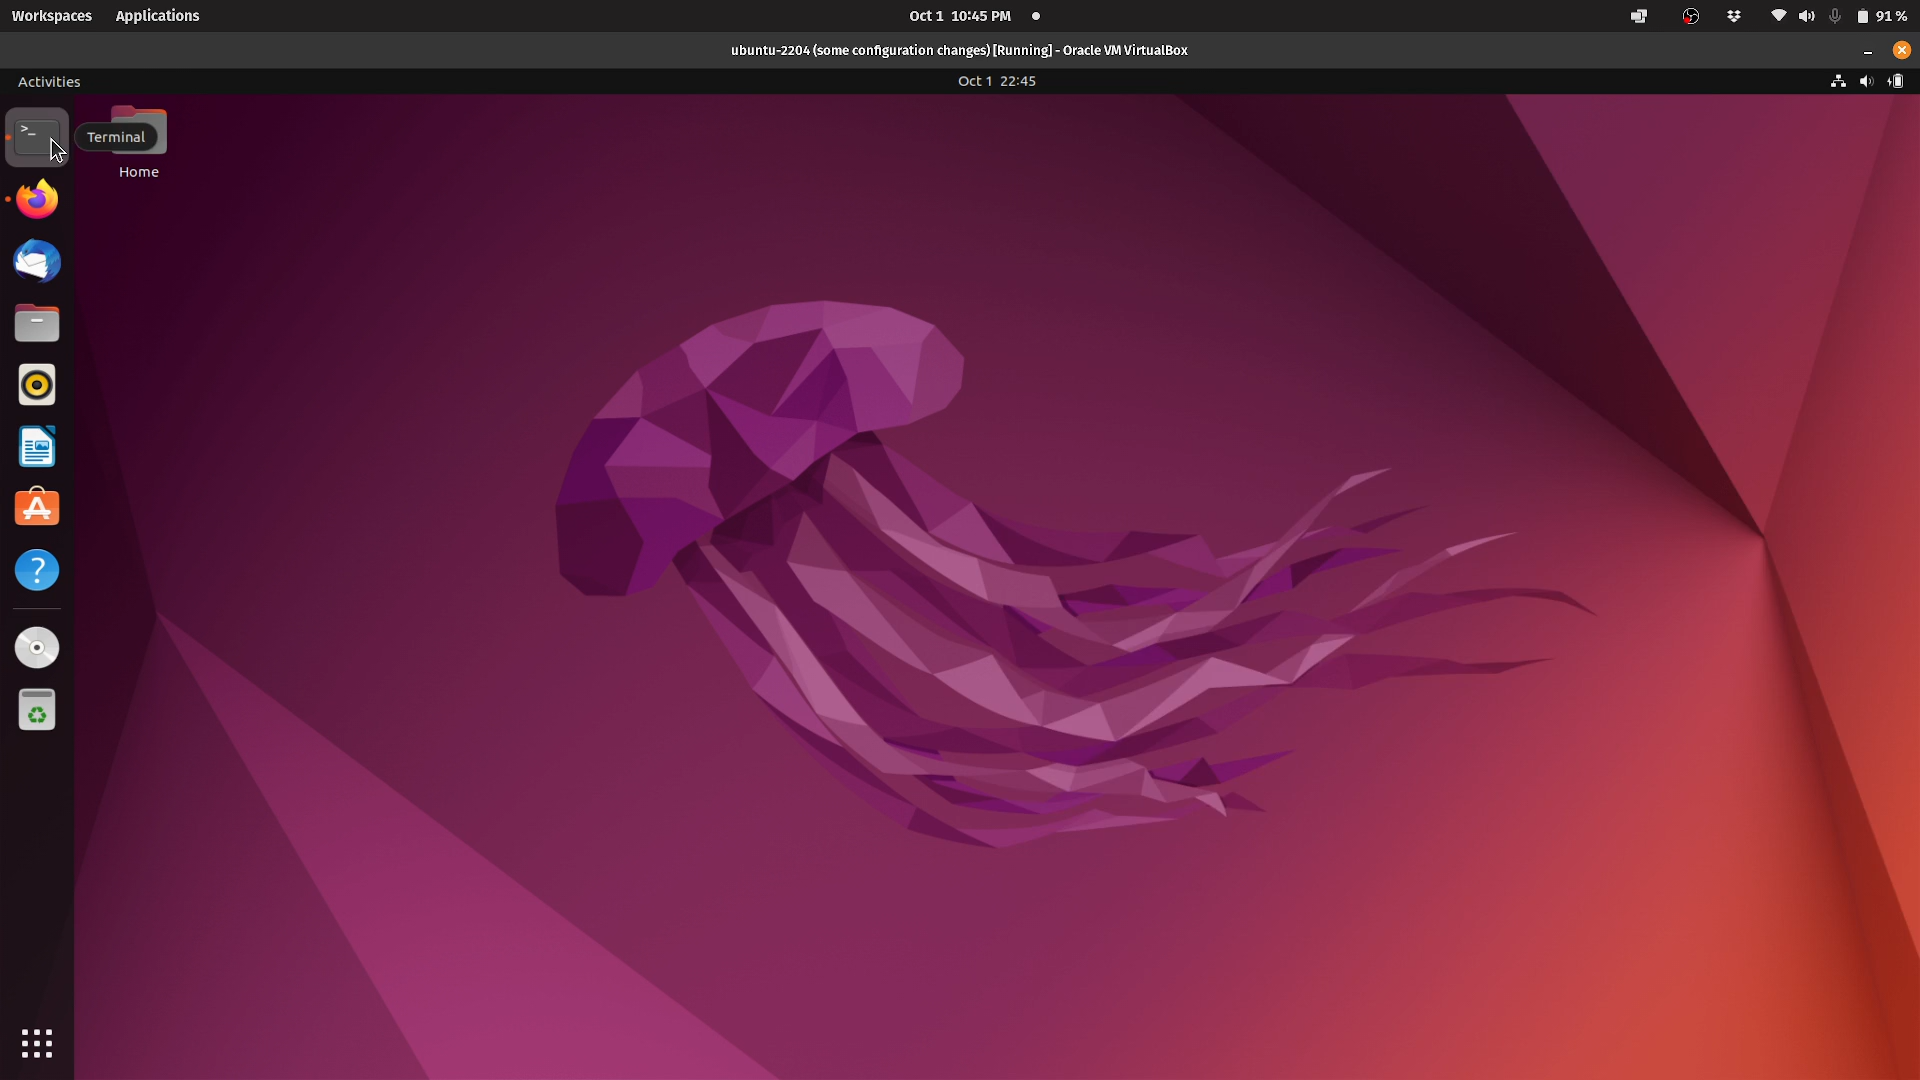 Workspaces Applications Oct 1 10:45 PM 91 %
ubuntu-2204 (some configuration changes) [Running] - Oracle VM VirtualBox
Activities Oct 1 22:45
>_ Terminal
Home
?